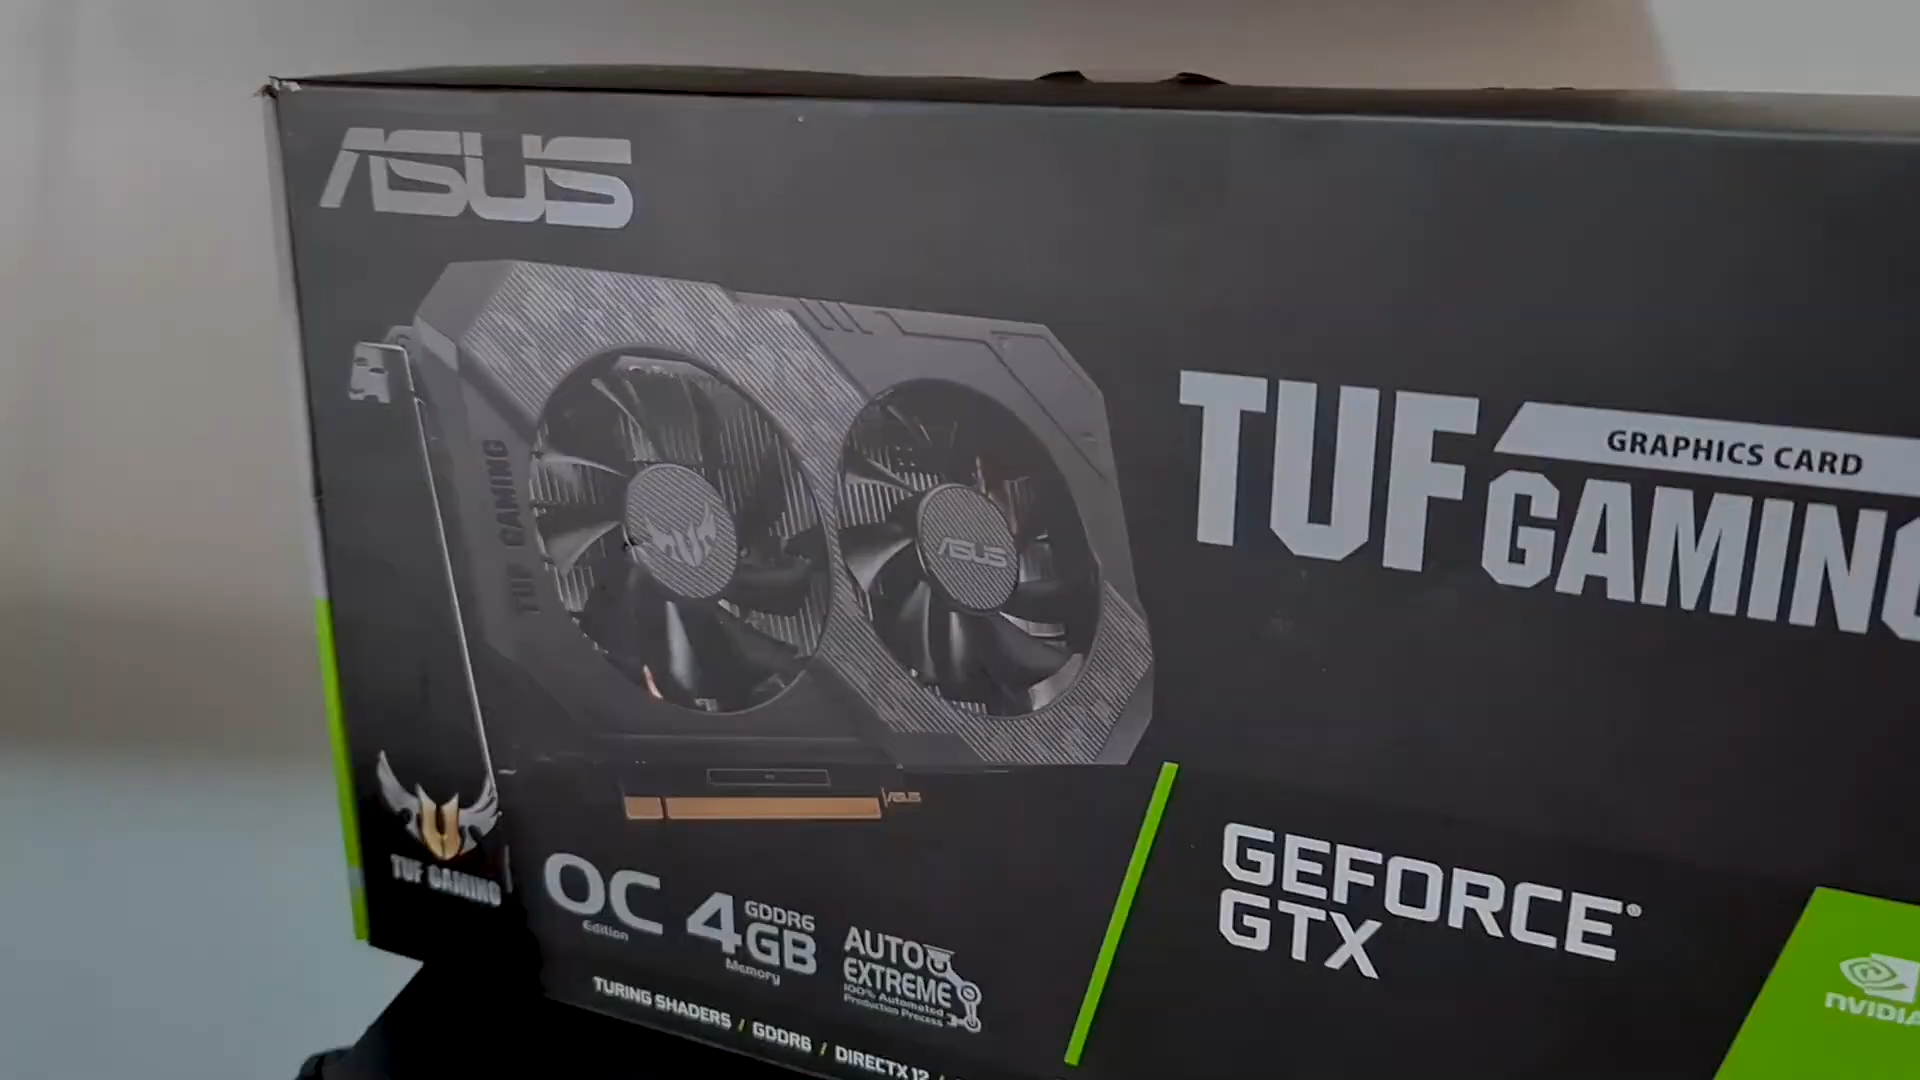 ASUS
GRAPHICS CARD
TUF GAMING
TUF GAMING
ASUS
ASUS
TUF GAMING
OC
Edition
4GB
GDDR6
Memory
AUTO
EXTREME
100% Automated
Production Process
GEFORCE®
GTX
NVIDIA
TURING SHADERS / GDDR6 / DIRECTX 12 /